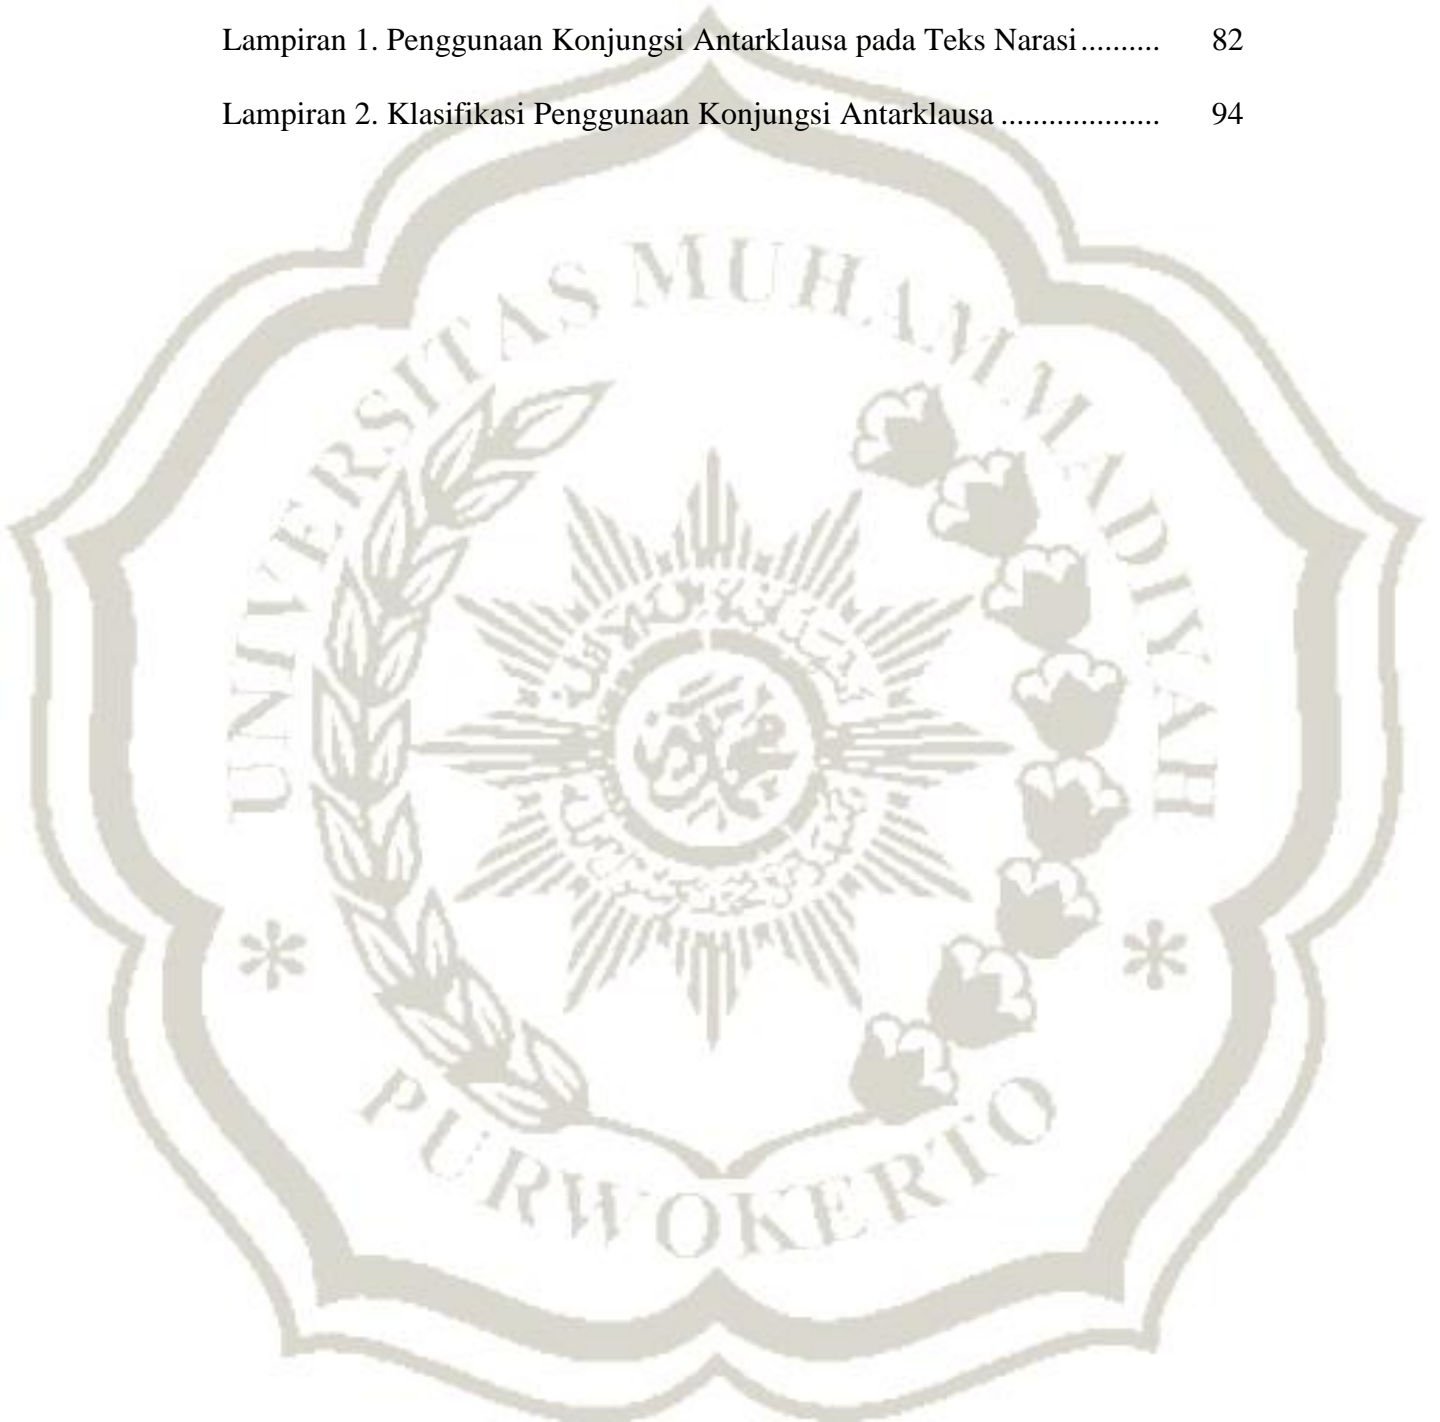 Lampiran 1. Penggunaan Konjungsi Antarklausa pada Teks Narasi.......... 82
Lampiran 2. Klasifikasi Penggunaan Konjungsi Antarklausa .................... 94
UNIVERSITAS MUHAMMADIYAH
PURWOKERTO